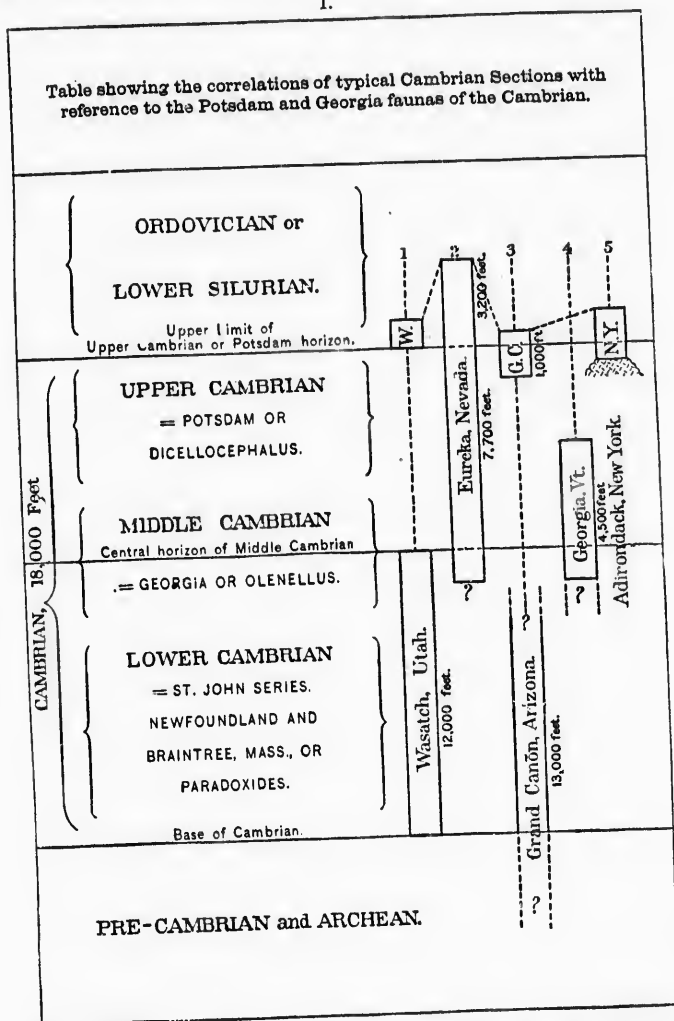 1.
Table showing the correlations of typical Cambrian Sections with
reference to the Potsdam and Georgia faunas of the Cambrian.
ORDOVICIAN or
LOWER SILURIAN.
Upper Limit of
Upper Cambrian or Potsdam horizon.
CAMBRIAN, 18,000 Feet
UPPER CAMBRIAN
= POTSDAM OR
DICELLOCEPHALUS.
MIDDLE CAMBRIAN
Central horizon of Middle Cambrian
.= GEORGIA OR OLENELLUS.
LOWER CAMBRIAN
= ST. JOHN SERIES.
NEWFOUNDLAND AND
BRAINTREE, MASS., OR
PARADOXIDES.
Base of Cambrian.
PRE-CAMBRIAN and ARCHEAN.
1
W.
Wasatch, Utah.
12,000 feet.
2
3,200 feet.
Eureka, Nevada.
7,700 feet.
?
3
G.C.
1,000 ft
?
Grand Cañon, Arizona.
13,000 feet.
?
4
Georgia, Vt.
4,500 feet
?
5
N.Y.
Adirondack, New York.